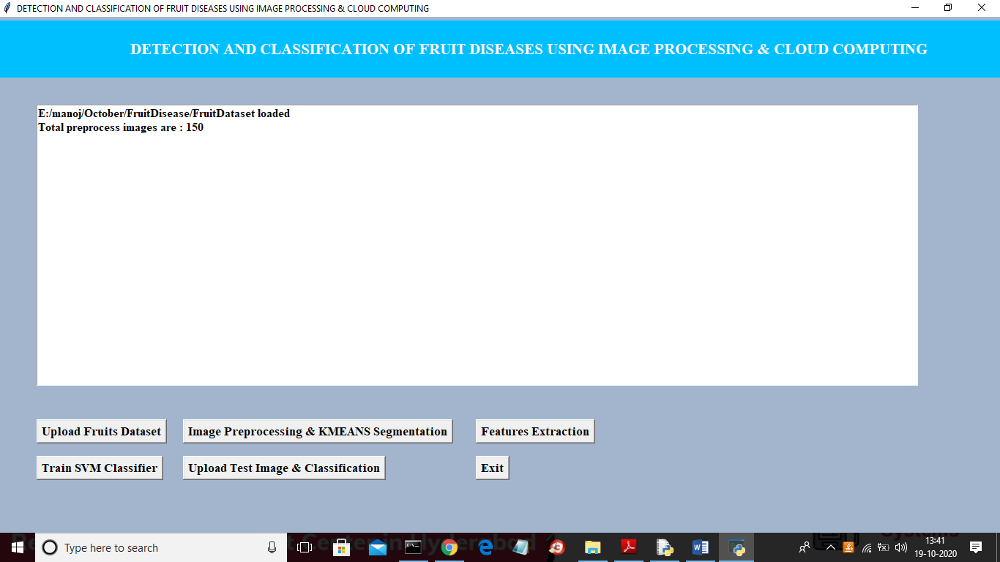 DETECTION AND CLASSIFICATION OF FRUIT DISEASES USING IMAGE PROCESSING & CLOUD COMPUTING
DETECTION AND CLASSIFICATION OF FRUIT DISEASES USING IMAGE PROCESSING & CLOUD COMPUTING
E:/manoj/October/FruitDisease/FruitDataset loaded
Total preprocess images are : 150
Upload Fruits Dataset
Image Preprocessing & KMEANS Segmentation
Features Extraction
Train SVM Classifier
Upload Test Image & Classification
Exit
Type here to search
13:41
19-10-2020